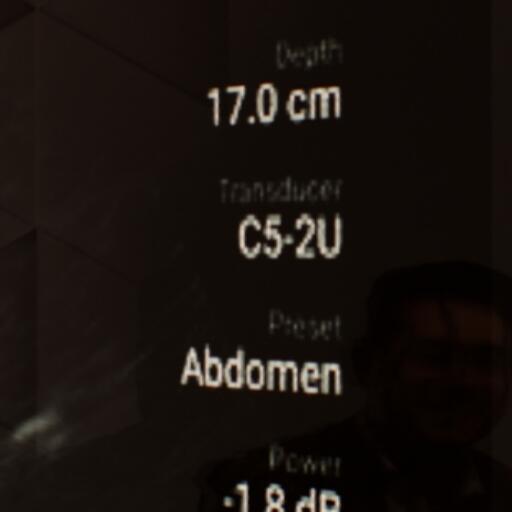 Depth
17.0 cm
Transducer
C5-2U
Preset
Abdomen
Power
-1.8 dB